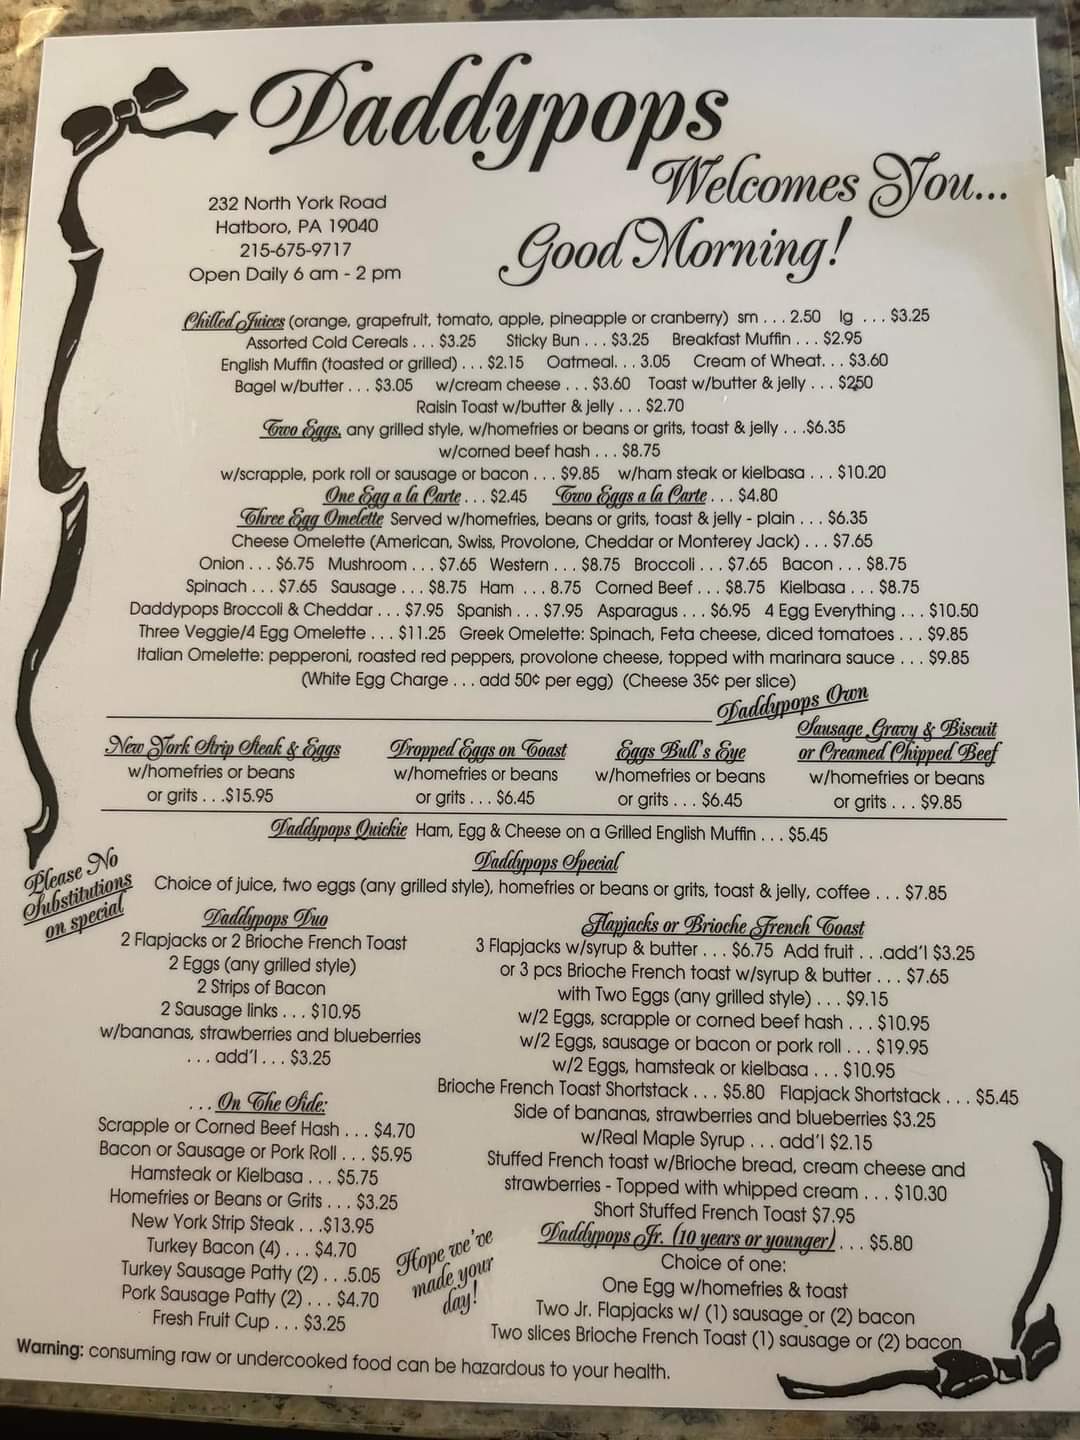 Daddypops
Welcomes You...
Good Morning!
232 North York Road
Hatboro, PA 19040
215-675-9717
Open Daily 6 am - 2 pm
Chilled Juices (orange, grapefruit, tomato, apple, pineapple or cranberry) sm . . . 2.50 lg . . . $3.25
Assorted Cold Cereals . . . $3.25 Sticky Bun . . . $3.25 Breakfast Muffin . . . $2.95
English Muffin (toasted or grilled) . . . $2.15 Oatmeal. . . 3.05 Cream of Wheat. . . $3.60
Bagel w/butter . . . $3.05 w/cream cheese . . . $3.60 Toast w/butter & jelly . . . $2.50
Raisin Toast w/butter & jelly . . . $2.70
Two Eggs, any grilled style, w/homefries or beans or grits, toast & jelly . . .$6.35
w/corned beef hash . . . $8.75
w/scrapple, pork roll or sausage or bacon . . . $9.85 w/ham steak or kielbasa . . . $10.20
One Egg a la Carte . . . $2.45 Two Eggs a la Carte . . . $4.80
Three Egg Omelette Served w/homefries, beans or grits, toast & jelly - plain . . . $6.35
Cheese Omelette (American, Swiss, Provolone, Cheddar or Monterey Jack) . . . $7.65
Onion . . . $6.75 Mushroom . . . $7.65 Western . . . $8.75 Broccoli . . . $7.65 Bacon . . . $8.75
Spinach . . . $7.65 Sausage . . . $8.75 Ham . . . 8.75 Corned Beef . . . $8.75 Kielbasa . . . $8.75
Daddypops Broccoli & Cheddar . . . $7.95 Spanish . . . $7.95 Asparagus . . . $6.95 4 Egg Everything . . . $10.50
Three Veggie/4 Egg Omelette . . . $11.25 Greek Omelette: Spinach, Feta cheese, diced tomatoes . . . $9.85
Italian Omelette: pepperoni, roasted red peppers, provolone cheese, topped with marinara sauce . . . $9.85
(White Egg Charge . . . add 50¢ per egg) (Cheese 35¢ per slice)
Daddypops Own
New York Strip Steak & Eggs
w/homefries or beans
or grits . . .$15.95
Dropped Eggs on Toast
w/homefries or beans
or grits . . . $6.45
Eggs Bull's Eye
w/homefries or beans
or grits . . . $6.45
Sausage Gravy & Biscuit
or Creamed Chipped Beef
w/homefries or beans
or grits . . . $9.85
Daddypops Quickie Ham, Egg & Cheese on a Grilled English Muffin . . . $5.45
Daddypops Special
Choice of juice, two eggs (any grilled style), homefries or beans or grits, toast & jelly, coffee . . . $7.85
Please No
Substitutions
on special
Daddypops Duo
2 Flapjacks or 2 Brioche French Toast
2 Eggs (any grilled style)
2 Strips of Bacon
2 Sausage links . . . $10.95
w/bananas, strawberries and blueberries
. . . add'l . . . $3.25
. . . On The Side:
Scrapple or Corned Beef Hash . . . $4.70
Bacon or Sausage or Pork Roll . . . $5.95
Hamsteak or Kielbasa . . . $5.75
Homefries or Beans or Grits . . . $3.25
New York Strip Steak . . .$13.95
Turkey Bacon (4) . . . $4.70
Turkey Sausage Patty (2) . . .5.05
Pork Sausage Patty (2) . . . $4.70
Fresh Fruit Cup . . . $3.25
Hope we've
made your
day!
Flapjacks or Brioche French Toast
3 Flapjacks w/syrup & butter . . . $6.75 Add fruit . . .add'l $3.25
or 3 pcs Brioche French toast w/syrup & butter . . . $7.65
with Two Eggs (any grilled style) . . . $9.15
w/2 Eggs, scrapple or corned beef hash . . . $10.95
w/2 Eggs, sausage or bacon or pork roll . . . $19.95
w/2 Eggs, hamsteak or kielbasa . . . $10.95
Brioche French Toast Shortstack . . . $5.80 Flapjack Shortstack . . . $5.45
Side of bananas, strawberries and blueberries $3.25
w/Real Maple Syrup . . . add'l $2.15
Stuffed French toast w/Brioche bread, cream cheese and
strawberries - Topped with whipped cream . . . $10.30
Short Stuffed French Toast $7.95
Daddypops Jr. (10 years or younger) . . . $5.80
Choice of one:
One Egg w/homefries & toast
Two Jr. Flapjacks w/ (1) sausage or (2) bacon
Two slices Brioche French Toast (1) sausage or (2) bacon
Warning: consuming raw or undercooked food can be hazardous to your health.